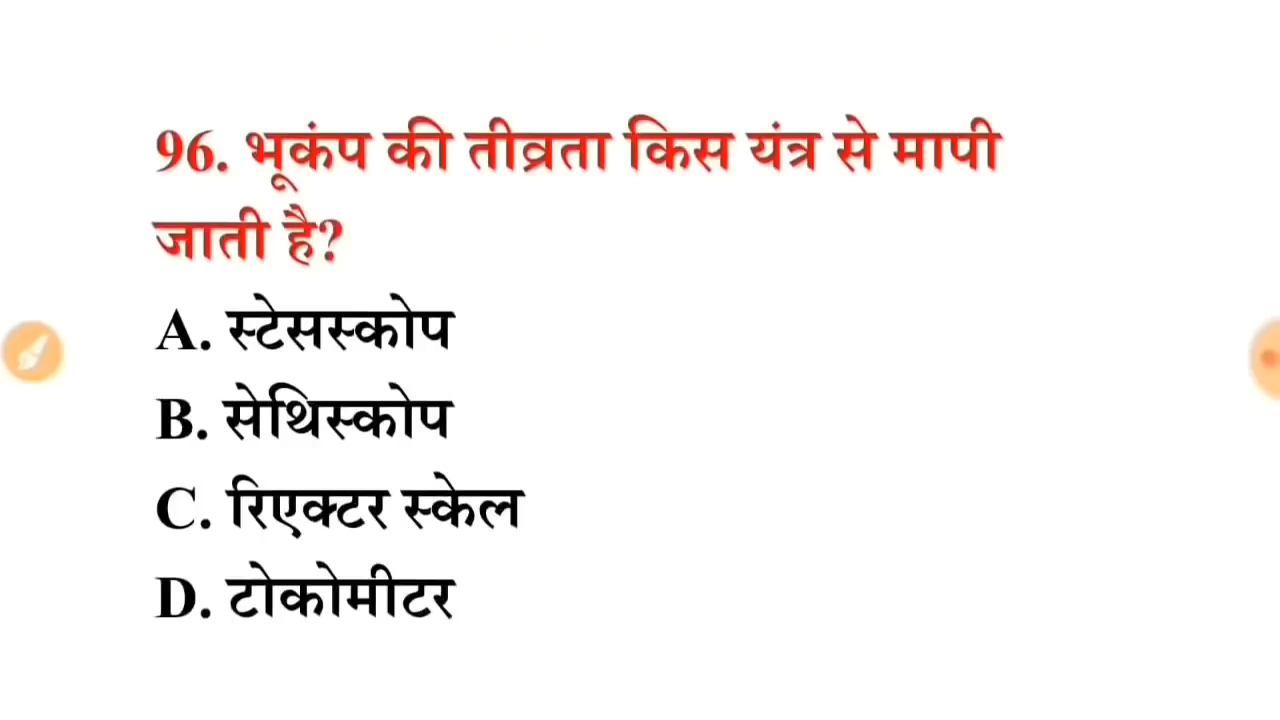 96. भूकंप की तीव्रता किस यंत्र से मापी
जाती है?
A. स्टेसस्कोप
B. सेथिस्कोप
C. रिएक्टर स्केल
D. टोकोमीटर